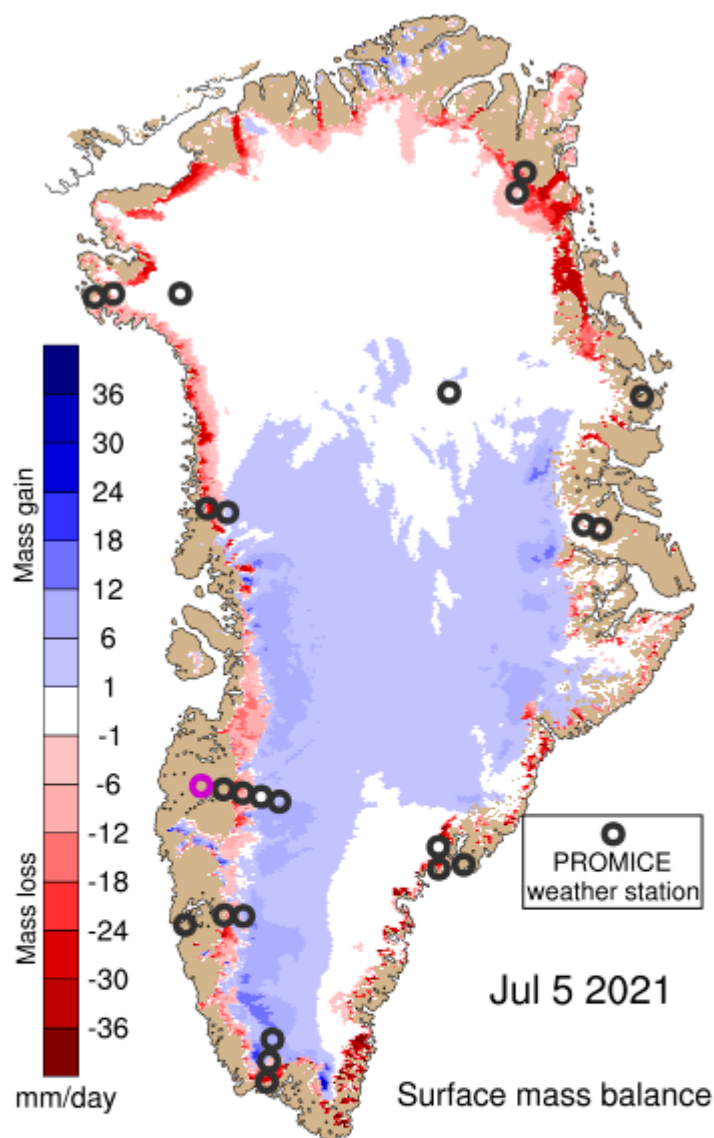 Mass gain
Mass loss
36
30
24
18
12
6
1
-1
-6
-12
-18
-24
-30
-36
mm/day
PROMICE
weather station
Jul 5 2021
Surface mass balance